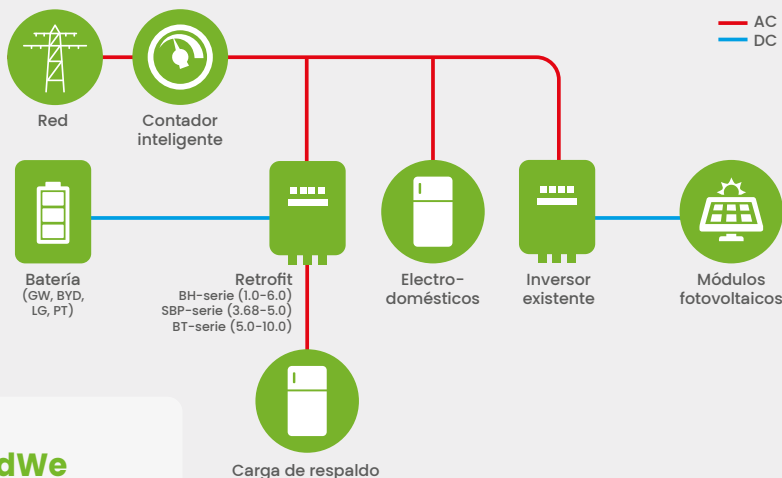 AC
DC
Red
Contador
inteligente
Batería
(GW, BYD,
LG, PT)
Retrofit
BH-serie (1.0-6.0)
SBP-serie (3.68-5.0)
BT-serie (5.0-10.0)
Electro-
domésticos
Inversor
existente
Módulos
fotovoltaicos
Carga de respaldo